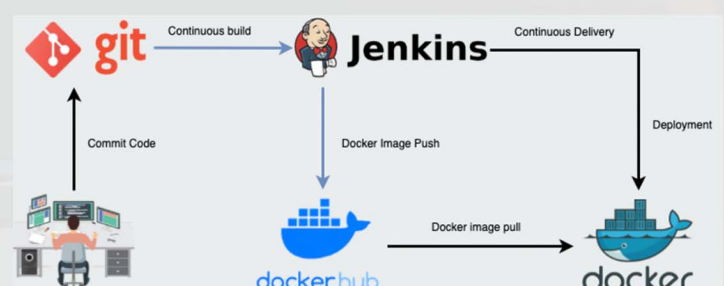 git
Continuous build
Jenkins
Continuous Delivery
Commit Code
Docker Image Push
Deployment
Docker image pull
dockerhub
docker